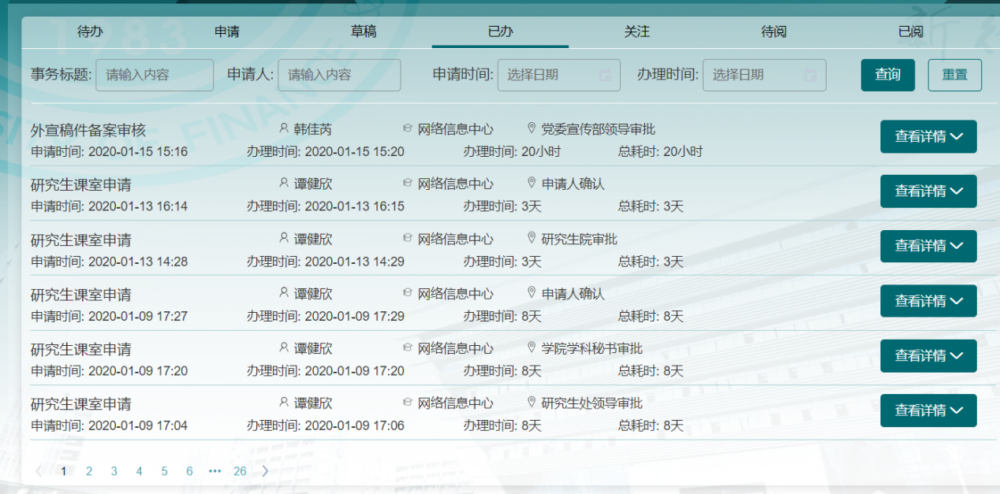 待办 申请 草稿 已办 关注 待阅 已阅
事务标题: 请输入内容 申请人: 请输入内容 申请时间: 选择日期 办理时间: 选择日期 查询 重置
外宣稿件备案审核 韩佳芮 网络信息中心 党委宣传部领导审批 查看详情
申请时间: 2020-01-15 15:16 办理时间: 2020-01-15 15:20 办理时间: 20小时 总耗时: 20小时
研究生课室申请 谭健欣 网络信息中心 申请人确认 查看详情
申请时间: 2020-01-13 16:14 办理时间: 2020-01-13 16:15 办理时间: 3天 总耗时: 3天
研究生课室申请 谭健欣 网络信息中心 研究生院审批 查看详情
申请时间: 2020-01-13 14:28 办理时间: 2020-01-13 14:29 办理时间: 3天 总耗时: 3天
研究生课室申请 谭健欣 网络信息中心 申请人确认 查看详情
申请时间: 2020-01-09 17:27 办理时间: 2020-01-09 17:29 办理时间: 8天 总耗时: 8天
研究生课室申请 谭健欣 网络信息中心 学院学科秘书审批 查看详情
申请时间: 2020-01-09 17:20 办理时间: 2020-01-09 17:20 办理时间: 8天 总耗时: 8天
研究生课室申请 谭健欣 网络信息中心 研究生处领导审批 查看详情
申请时间: 2020-01-09 17:04 办理时间: 2020-01-09 17:06 办理时间: 8天 总耗时: 8天
1 2 3 4 5 6 ••• 26
1983
OF FINANCE